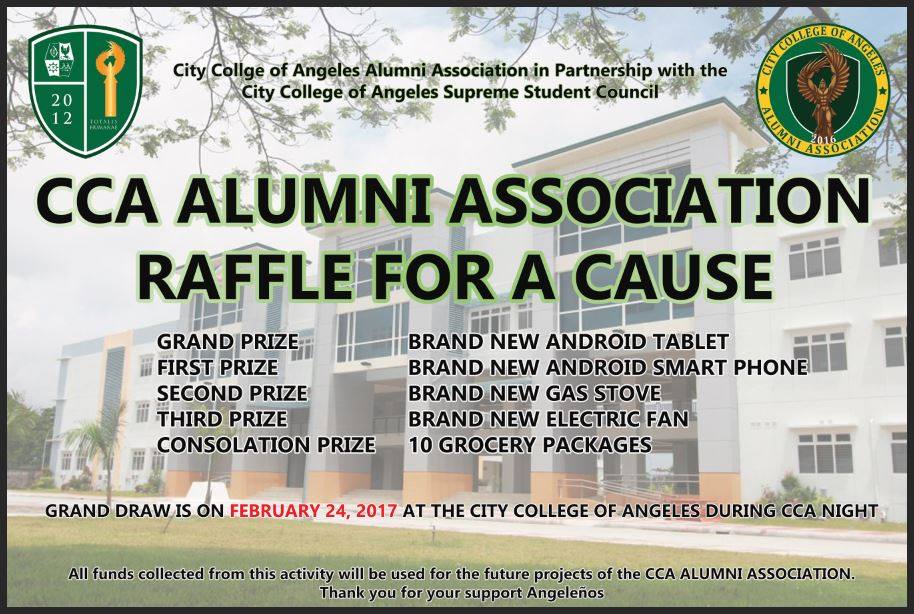 City Collge of Angeles Alumni Association in Partnership with the
City College of Angeles Supreme Student Council
20
12
TOTALIS
HUMANAE
CITY COLLEGE OF ANGELES
ALUMNI ASSOCIATION
2016
CCA ALUMNI ASSOCIATION
RAFFLE FOR A CAUSE
GRAND PRIZE BRAND NEW ANDROID TABLET
FIRST PRIZE BRAND NEW ANDROID SMART PHONE
SECOND PRIZE BRAND NEW GAS STOVE
THIRD PRIZE BRAND NEW ELECTRIC FAN
CONSOLATION PRIZE 10 GROCERY PACKAGES
GRAND DRAW IS ON FEBRUARY 24, 2017 AT THE CITY COLLEGE OF ANGELES DURING CCA NIGHT
All funds collected from this activity will be used for the future projects of the CCA ALUMNI ASSOCIATION.
Thank you for your support Angeleños